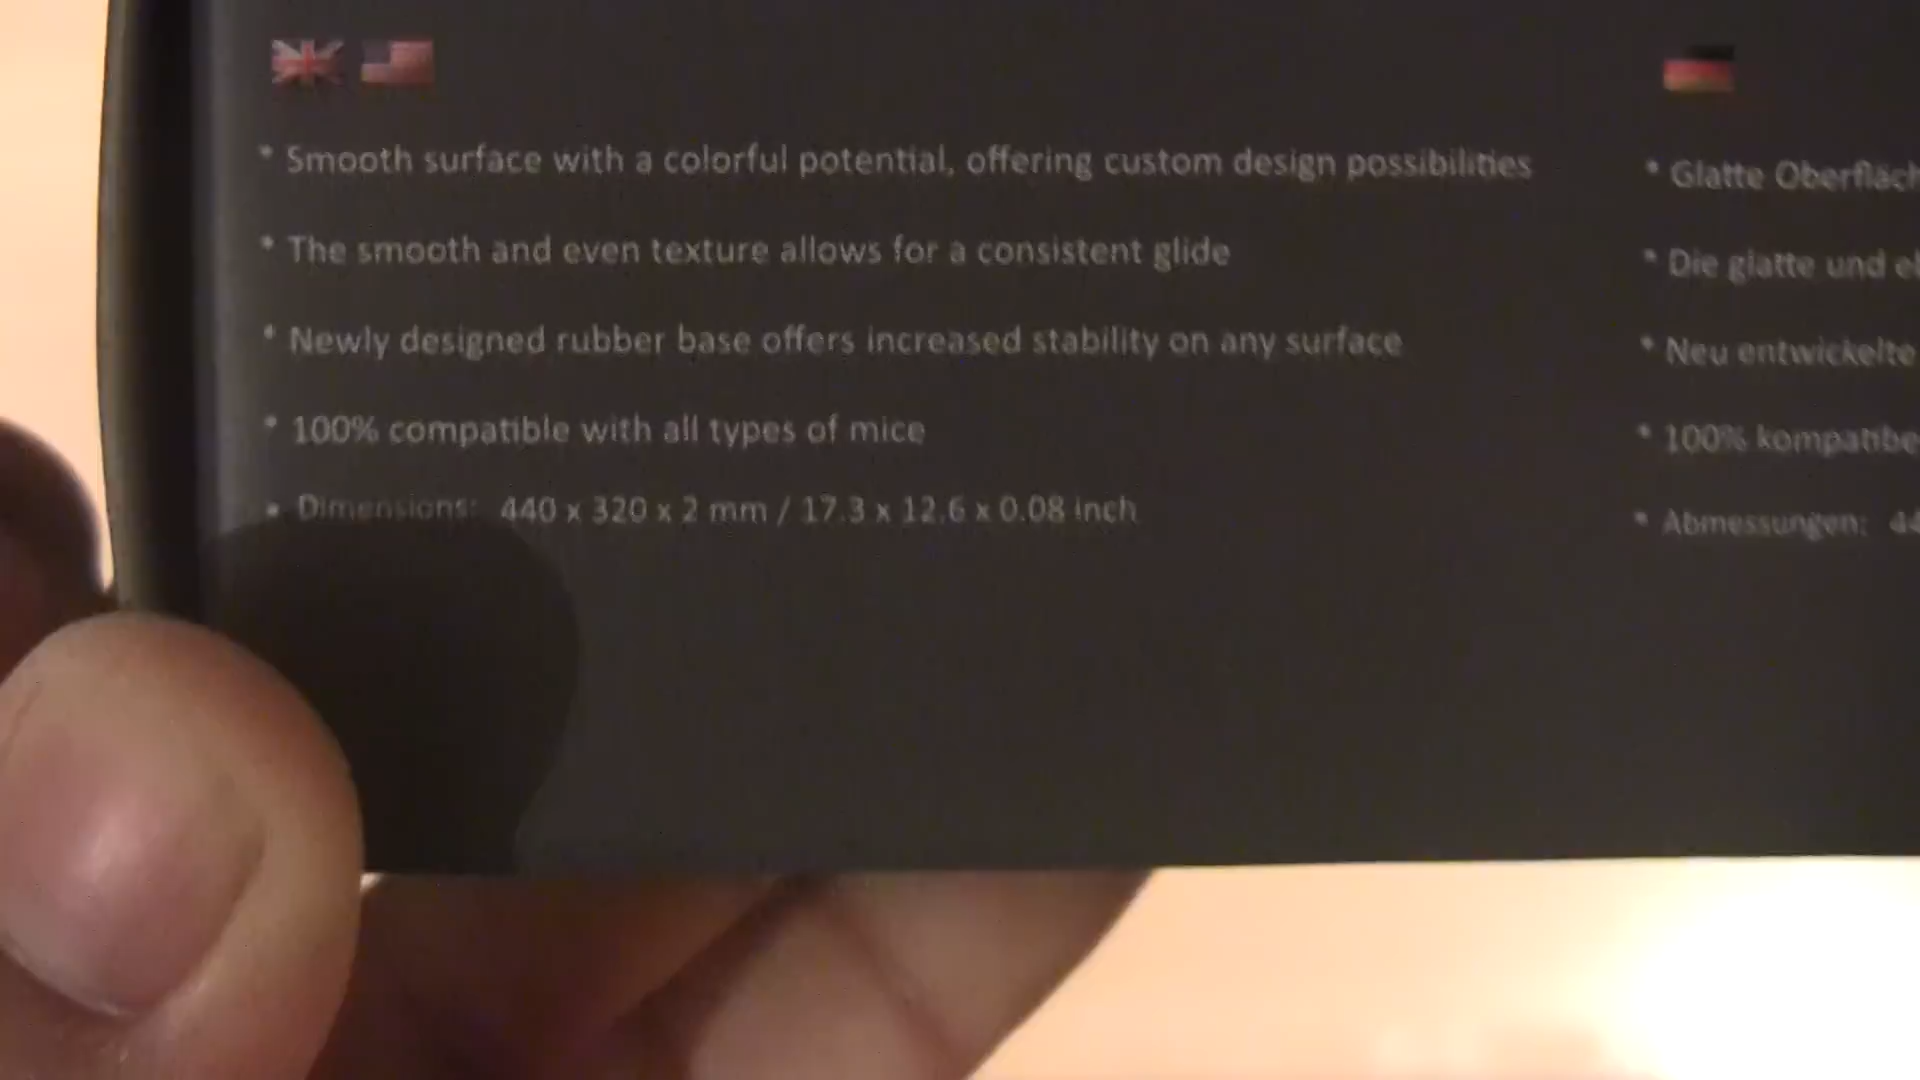 * Smooth surface with a colorful potential, offering custom design possibilities
* The smooth and even texture allows for a consistent glide
* Newly designed rubber base offers increased stability on any surface
* 100% compatible with all types of mice
* Dimensions: 440 x 320 x 2 mm / 17.3 x 12.6 x 0.08 inch
* Glatte
* Die glatte und
* Neu entwickelte
* 100%
* Abmessungen: